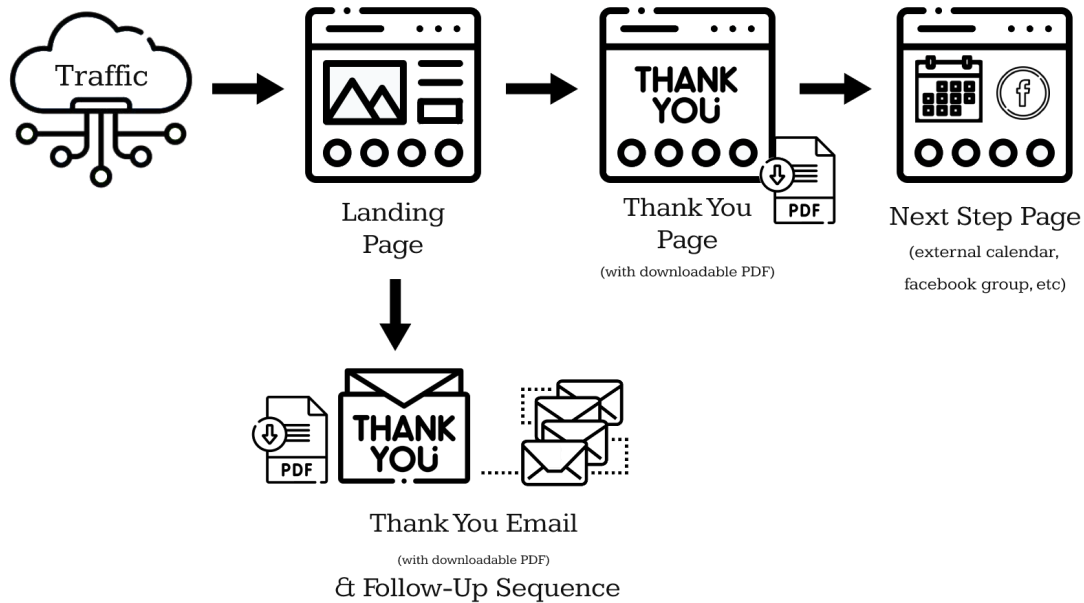 Traffic
THANK
YOU
PDF
Landing
Page
Thank You
Page
(with downloadable PDF)
Next Step Page
(external calendar,
facebook group, etc)
PDF
THANK
YOU
Thank You Email
(with downloadable PDF)
& Follow-Up Sequence